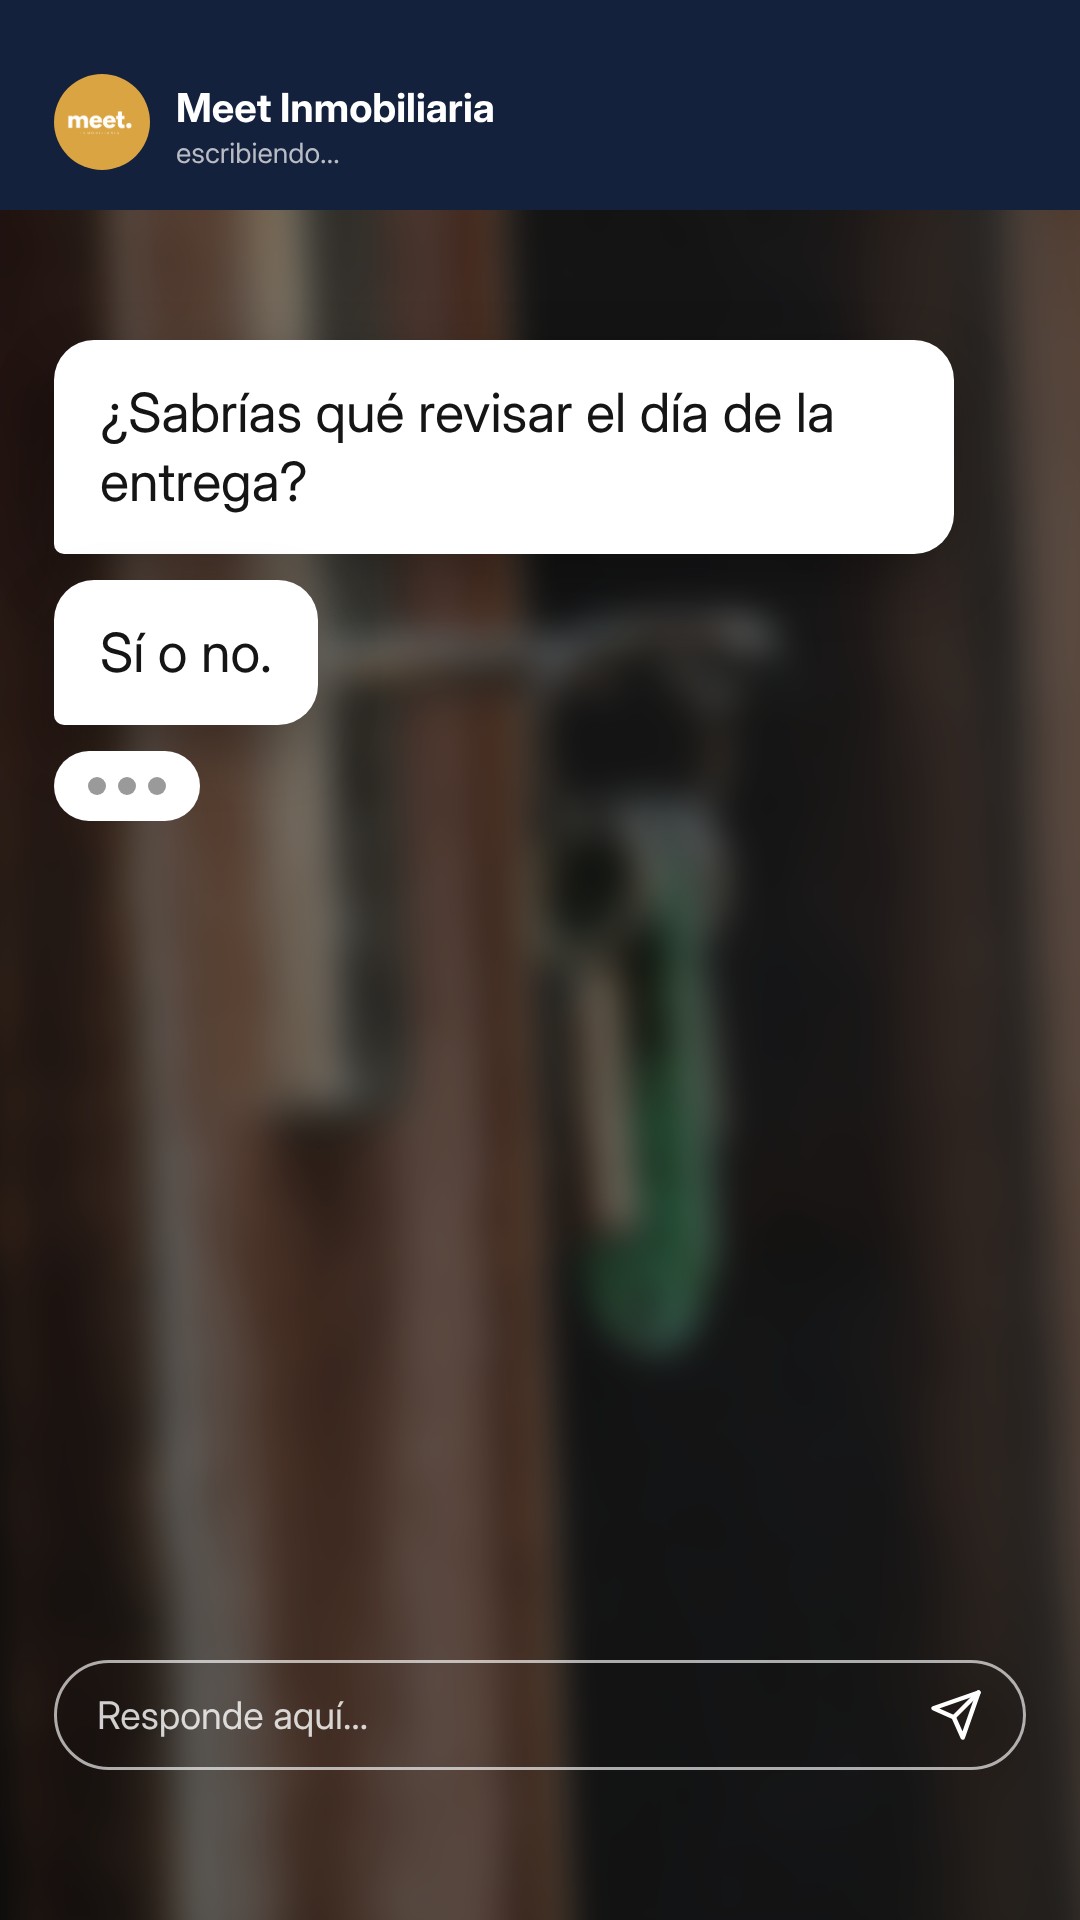 meet.
Meet Inmobiliaria
escribiendo...
¿Sabrías qué revisar el día de la
entrega?
Sí o no.
Responde aquí...